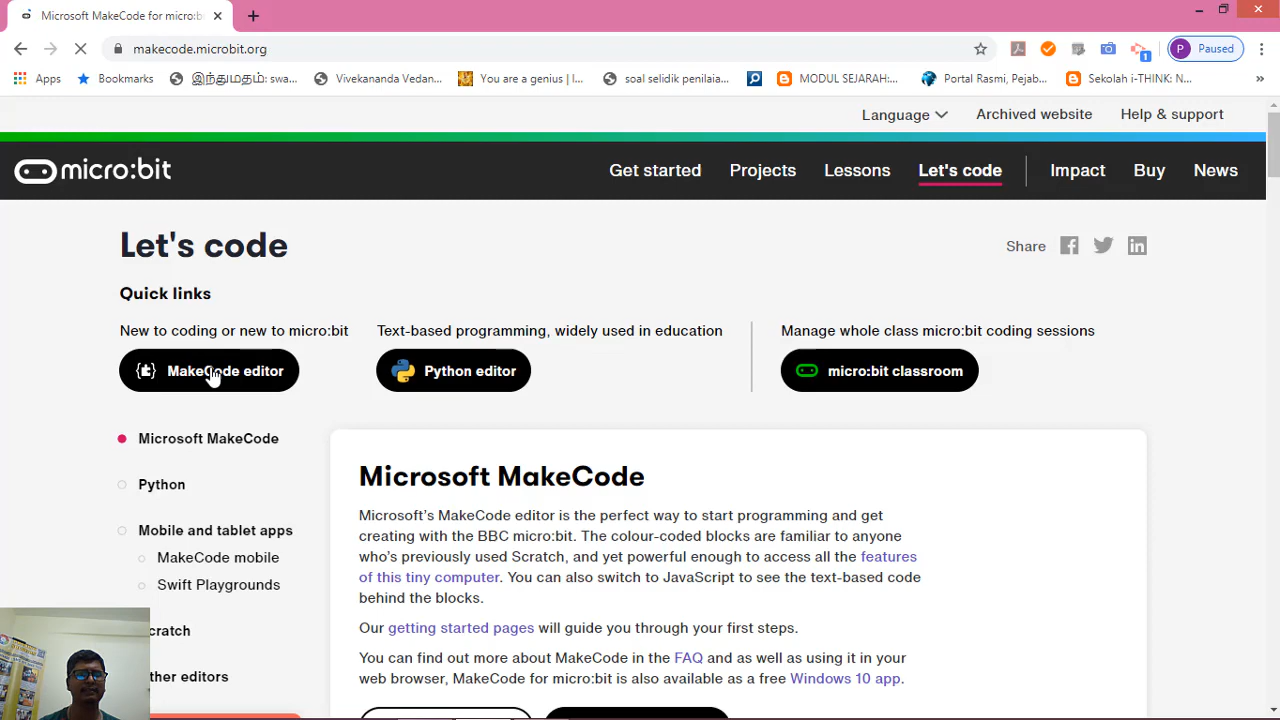 Microsoft MakeCode for micro:b
makecode.microbit.org
1
P Paused
Apps
Bookmarks
இந்துமதம்: swa...
Vivekananda Vedan...
You are a genius | I...
soal selidik penilaia...
MODUL SEJARAH:...
Portal Rasmi, Pejab...
Sekolah i-THINK: N...
»
Language
Archived website
Help & support
micro:bit
Get started
Projects
Lessons
Let's code
Impact
Buy
News
Let's code
Share
Quick links
New to coding or new to micro:bit
Text-based programming, widely used in education
Manage whole class micro:bit coding sessions
MakeCode editor
Python editor
micro:bit classroom
Microsoft MakeCode
Python
Mobile and tablet apps
MakeCode mobile
Swift Playgrounds
cratch
ther editors
Microsoft MakeCode
Microsoft's MakeCode editor is the perfect way to start programming and get
creating with the BBC micro:bit. The colour-coded blocks are familiar to anyone
who's previously used Scratch, and yet powerful enough to access all the features
of this tiny computer. You can also switch to JavaScript to see the text-based code
behind the blocks.
Our getting started pages will guide you through your first steps.
You can find out more about MakeCode in the FAQ and as well as using it in your
web browser, MakeCode for micro:bit is also available as a free Windows 10 app.